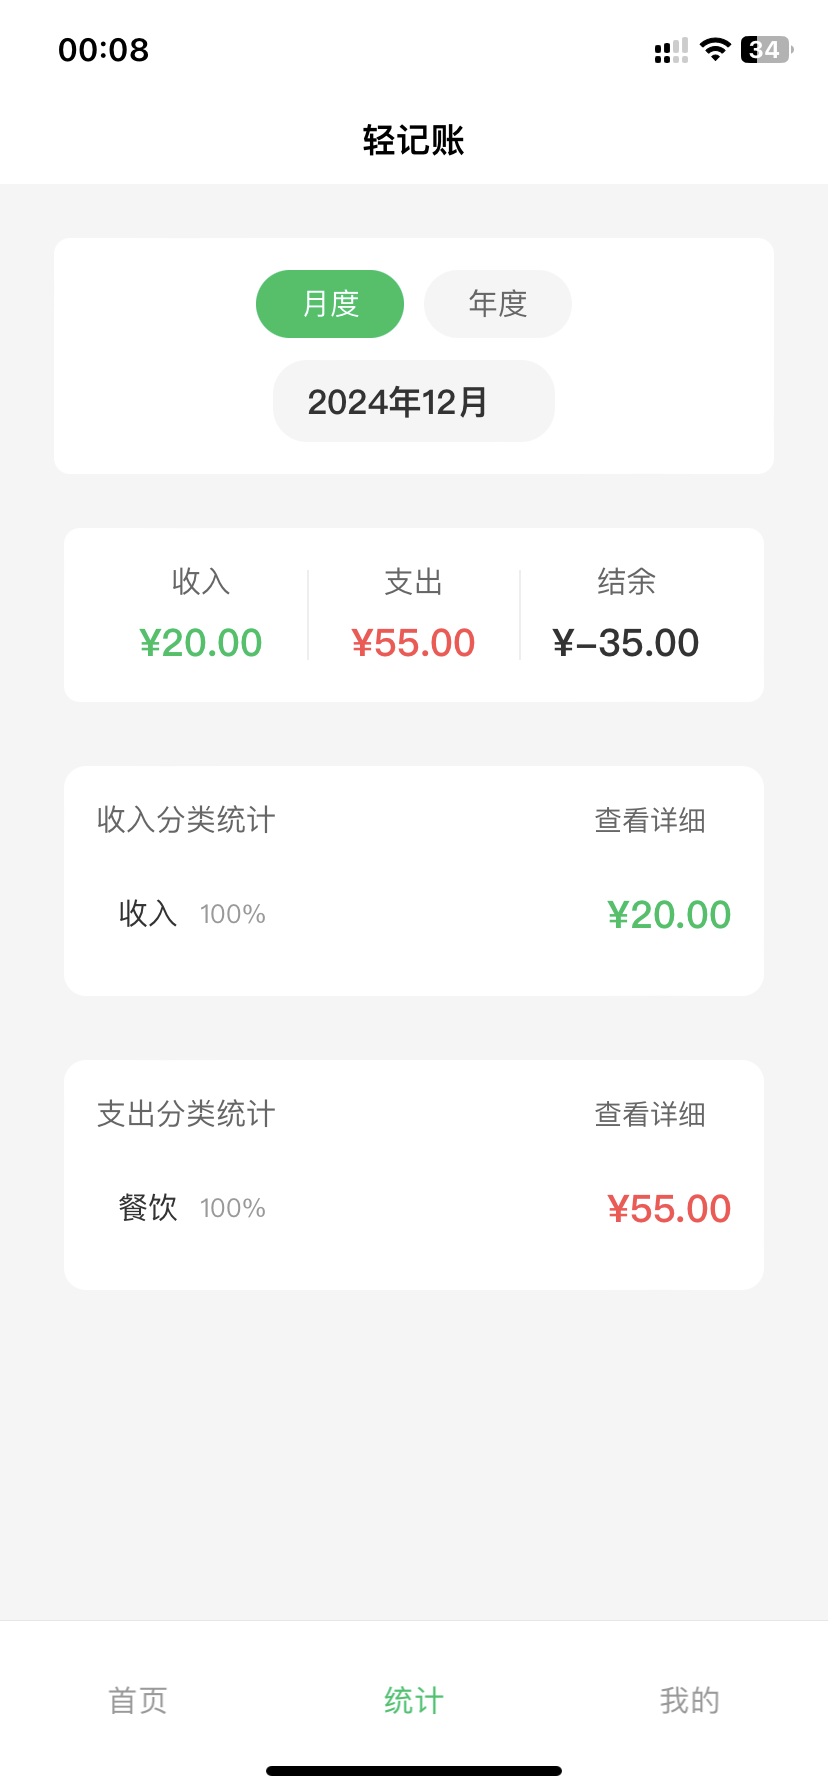 00:08
34
轻记账
月度 年度
2024年12月
收入 支出 结余
¥20.00 ¥55.00 ¥-35.00
收入分类统计 查看详细
收入 100% ¥20.00
支出分类统计 查看详细
餐饮 100% ¥55.00
首页 统计 我的